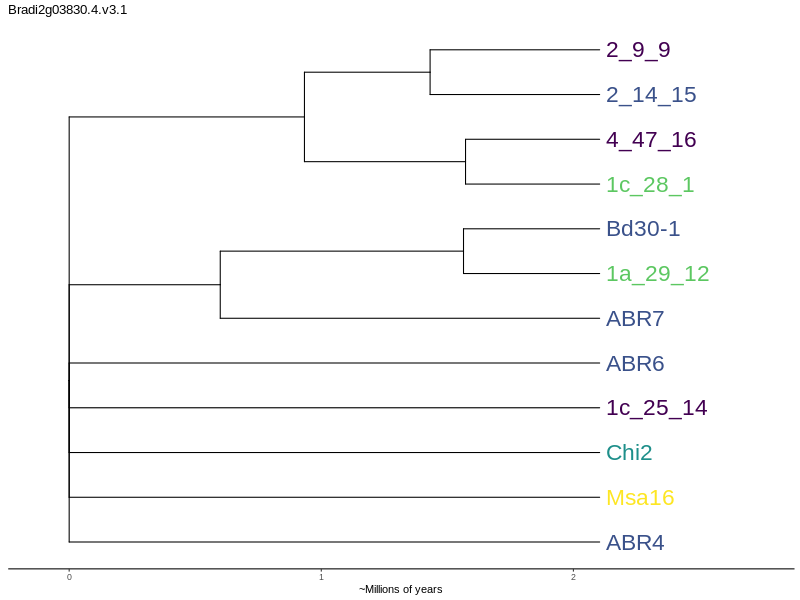 Bradi2g03830.4.v3.1
2_9_9
2_14_15
4_47_16
1c_28_1
Bd30-1
1a_29_12
ABR7
ABR6
1c_25_14
Chi2
Msa16
ABR4
0 1 2
~Millions of years